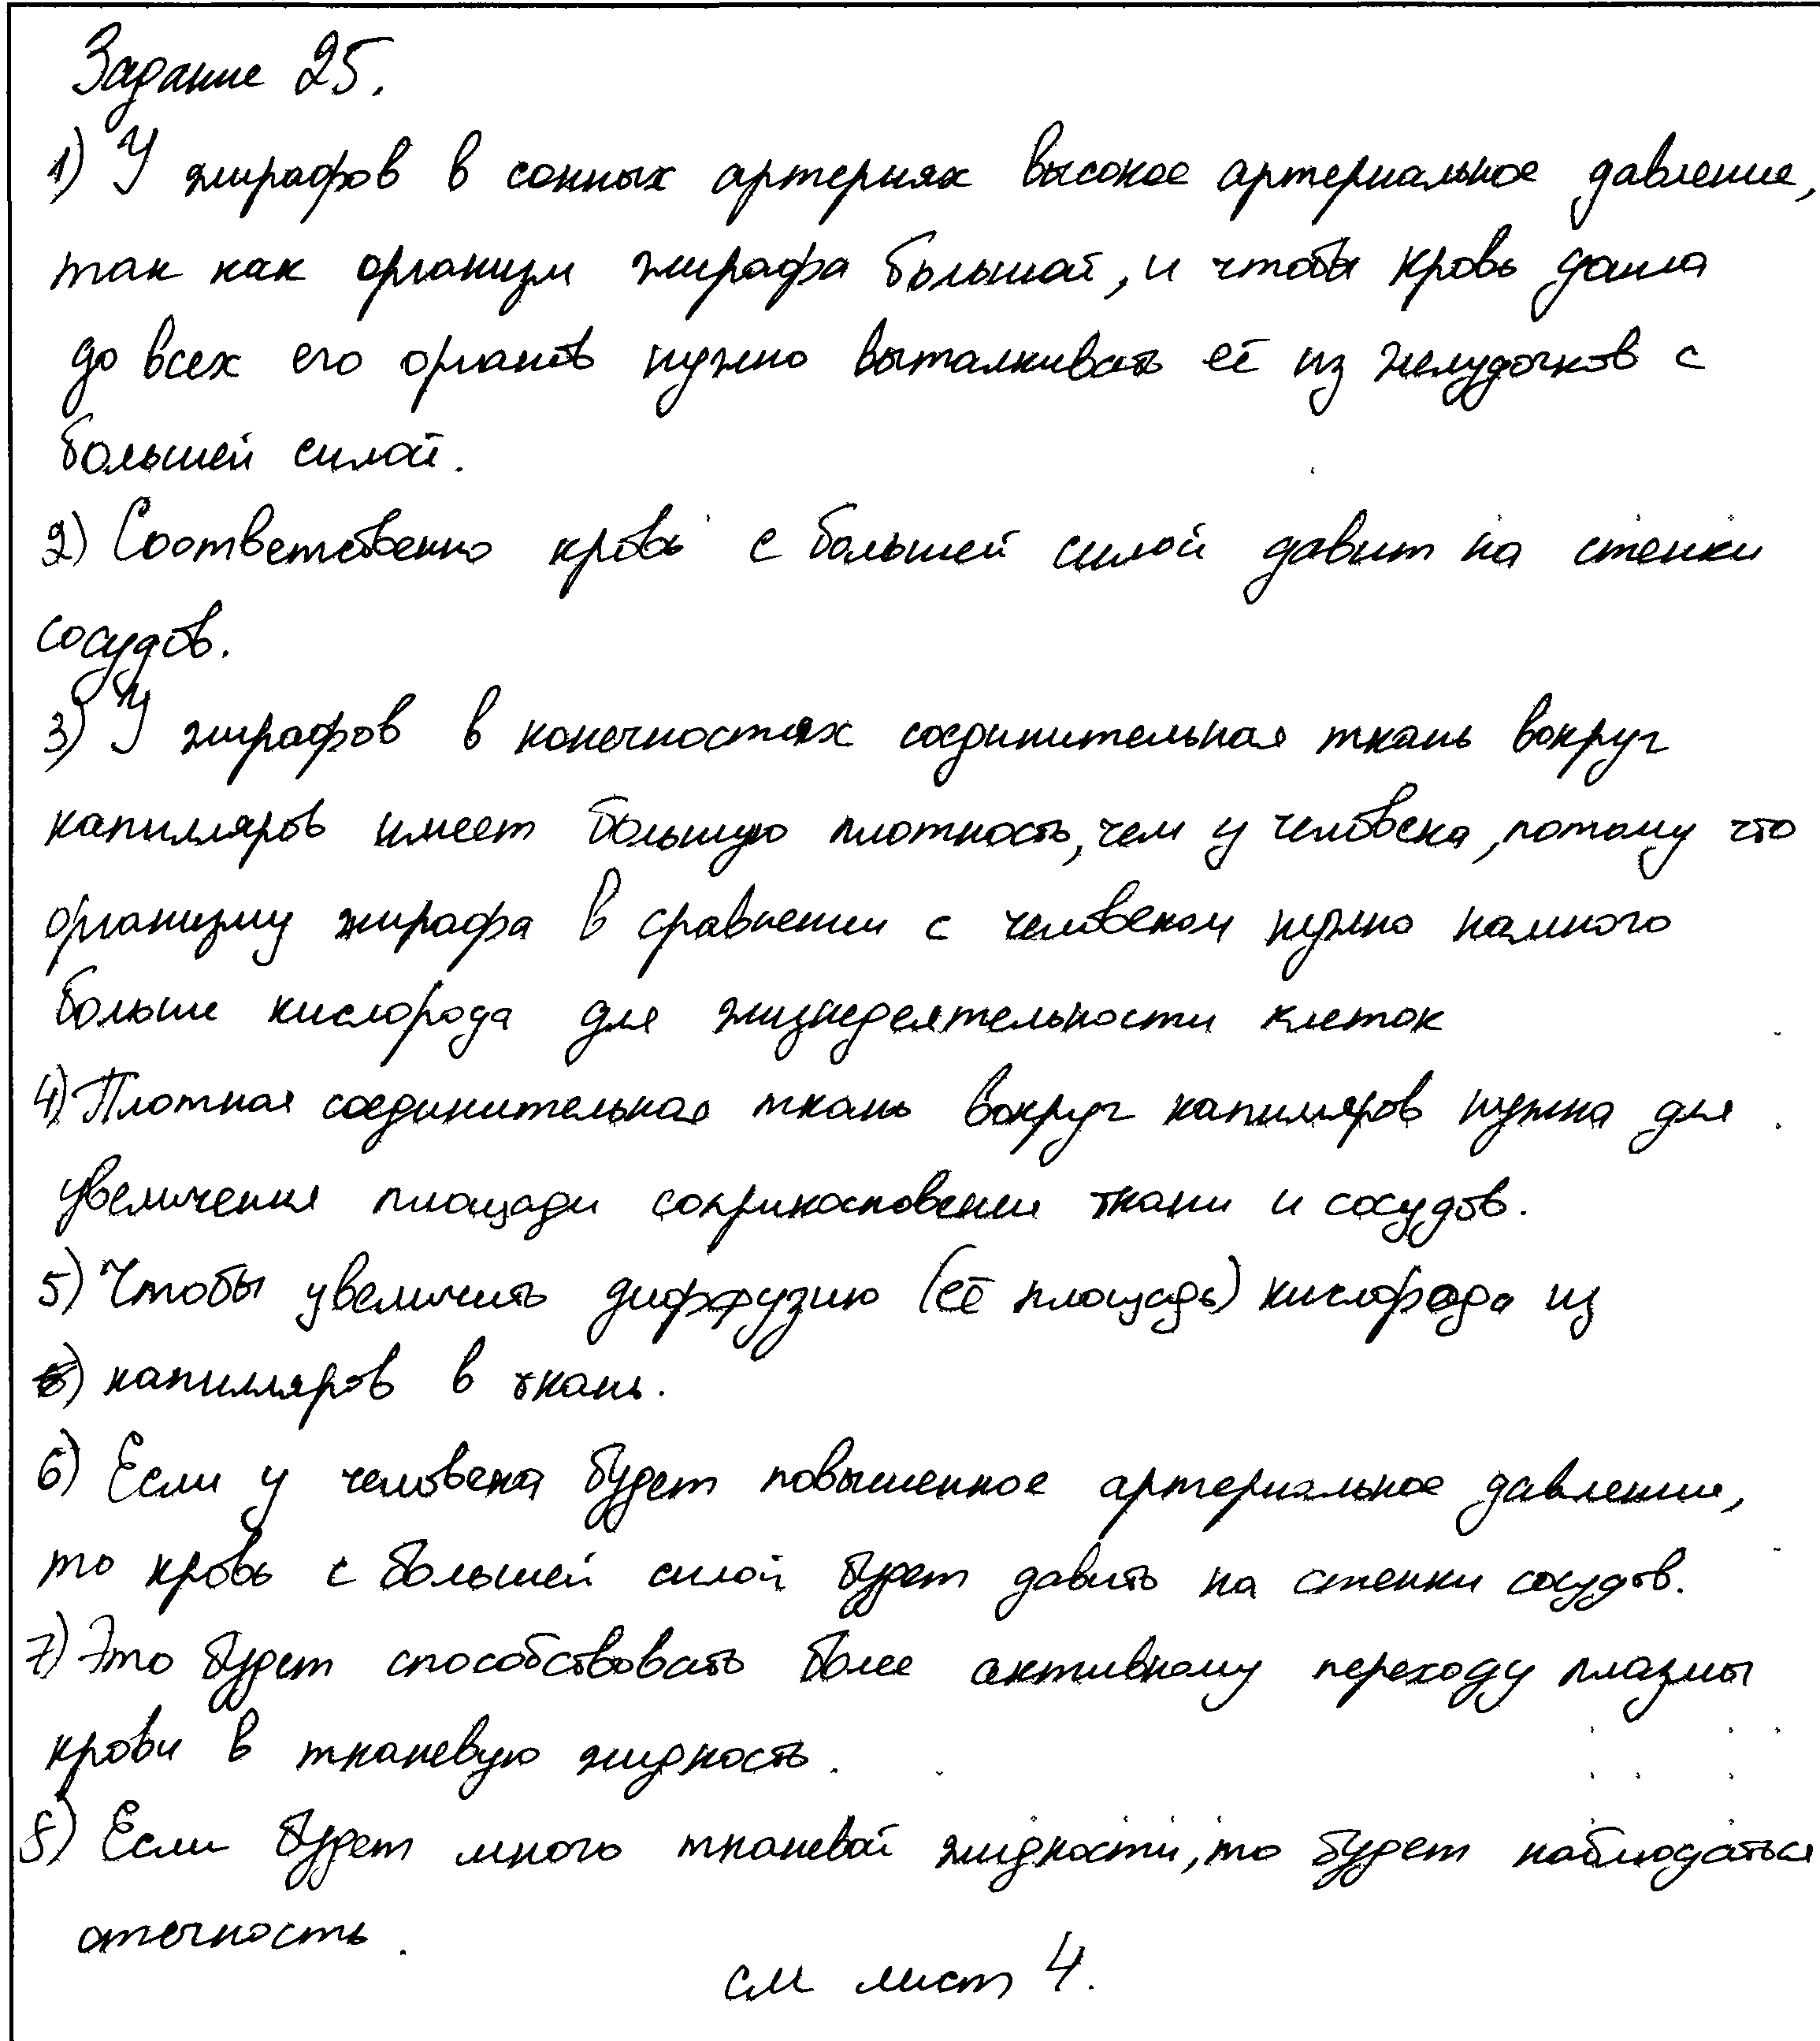 Задание 25.
1) У жирафов в сонных артериях высокое артериальное давление,
так как организм жирафа большой, и чтобы кровь дошла
до всех его органов нужно выталкивать её из желудочков с
большей силой.
2) Соответственно кровь с большей силой давит на стенки
сосудов.
3) У жирафов в конечностях соединительная ткань вокруг
капилляров имеет большую плотность, чем у человека, потому что
организму жирафа в сравнении с человеком нужно намного
больше кислорода для жизнедеятельности клеток
4) Плотная соединительная ткань вокруг капилляров нужна для
увеличения площади соприкосновения ткани и сосудов.
5) Чтобы увеличить диффузию (её площадь) кислорода из
капилляров в ткань.
6) Если у человека будет повышенное артериальное давление,
то кровь с большей силой будет давить на стенки сосудов.
7) Это будет способствовать более активному переходу плазмы
крови в тканевую жидкость.
8) Если будет много тканевой жидкости, то будет наблюдаться
отечность.
см лист 4.